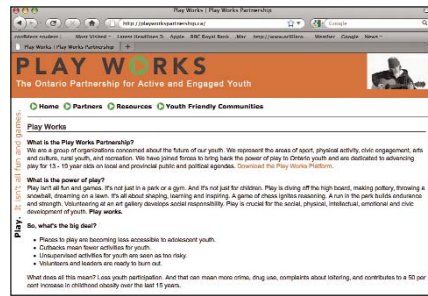 Play Works | Play Works Partnership
http://playworkspartnership.ca/
Google
Most Visited
Latest Headlines
Apple
RBC Royal Bank
.Mac
Weather
Google
News
Play Works | Play Works Partnership
PLAY WORKS
The Ontario Partnership for Active and Engaged Youth
Home Partners Resources Youth Friendly Communities
Play. It isn't all fun and games.
Play Works
What is the Play Works Partnership?
We are a group of organizations concerned about the future of our youth. We represent the areas of sport, physical activity, civic engagement, arts
and culture, rural youth, and recreation. We have joined forces to bring back the power of play to Ontario youth and are dedicated to advancing
play for 13 - 19 year olds on local and provincial public and political agendas. Download the Play Works Platform.
What is the power of play?
Play isn't all fun and games. It's not just in a park or a gym. And it's not just for children. Play is diving off the high board, making pottery, throwing a
snowball, dreaming on a lawn. It's all about shaping, learning and inspiring. A game of chess ignites reasoning. A run in the park builds endurance
and strength. Volunteering at an art gallery develops social responsibility. Play is crucial for the social, physical, intellectual, emotional and civic
development of youth. Play works.
So, what's the big deal?
• Places to play are becoming less accessible to adolescent youth.
• Cutbacks mean fewer activities for youth.
• Unsupervised activities for youth are seen as too risky.
• Volunteers and leaders are ready to burn out.
What does all this mean? Less youth participation. And that can mean more crime, drug use, complaints about loitering, and contributes to a 50 per
cent increase in childhood obesity over the last 15 years.